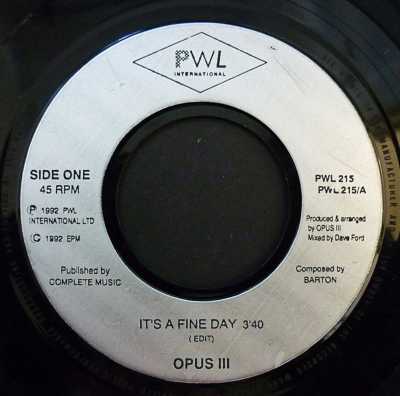 PWL
INTERNATIONAL
SIDE ONE
45 RPM
Ⓟ 1992 PWL
INTERNATIONAL LTD
© 1992 EPM
Published by
COMPLETE MUSIC
PWL 215
PWL 215/A
Produced & arranged
by OPUS III
Mixed by Dave Ford
Composed by
BARTON
IT'S A FINE DAY 3'40
(EDIT)
OPUS III
MANUFACTURER